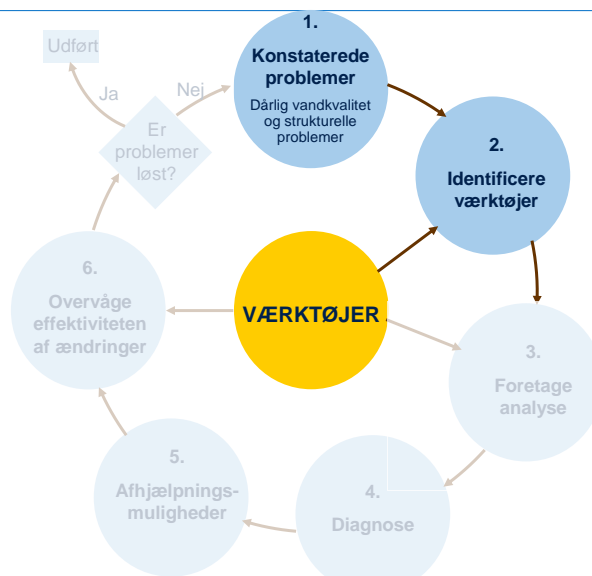 1.
Konstaterede
problemer
Dårlig vandkvalitet
og strukturelle
problemer
2.
Identificere
værktøjer
3.
Foretage
analyse
4.
Diagnose
5.
Afhjælpnings-
muligheder
6.
Overvåge
effektiviteten
af ændringer
Er
problemer
løst?
Ja
Nej
Udført
VÆRKTØJER